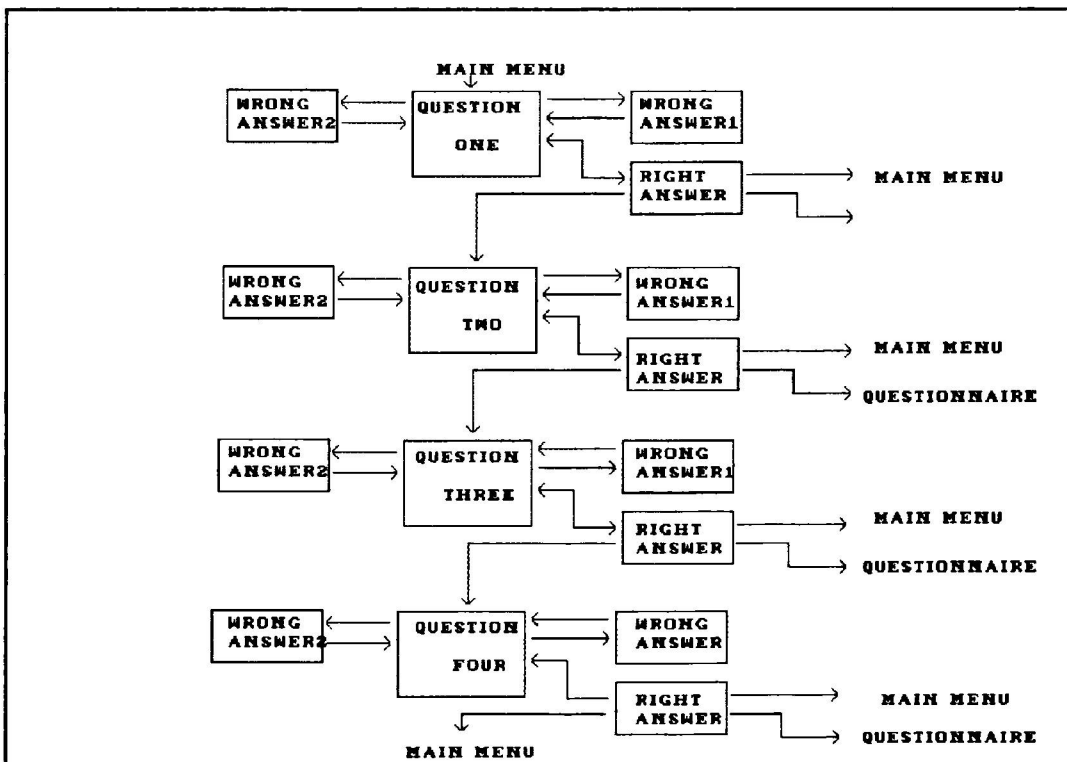 MAIN MENU
WRONG
ANSWER2
QUESTION
ONE
WRONG
ANSWER1
RIGHT
ANSWER
MAIN MENU
WRONG
ANSWER2
QUESTION
TWO
WRONG
ANSWER1
RIGHT
ANSWER
MAIN MENU
QUESTIONNAIRE
WRONG
ANSWER2
QUESTION
THREE
WRONG
ANSWER1
RIGHT
ANSWER
MAIN MENU
QUESTIONNAIRE
WRONG
ANSWER2
QUESTION
FOUR
WRONG
ANSWER
RIGHT
ANSWER
MAIN MENU
QUESTIONNAIRE
MAIN MENU